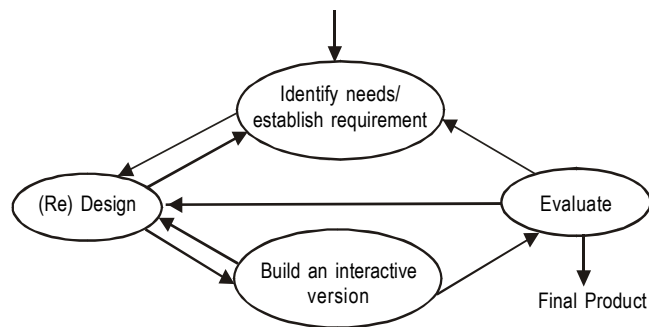 Identify needs/
establish requirement
(Re) Design
Evaluate
Build an interactive
version
Final Product